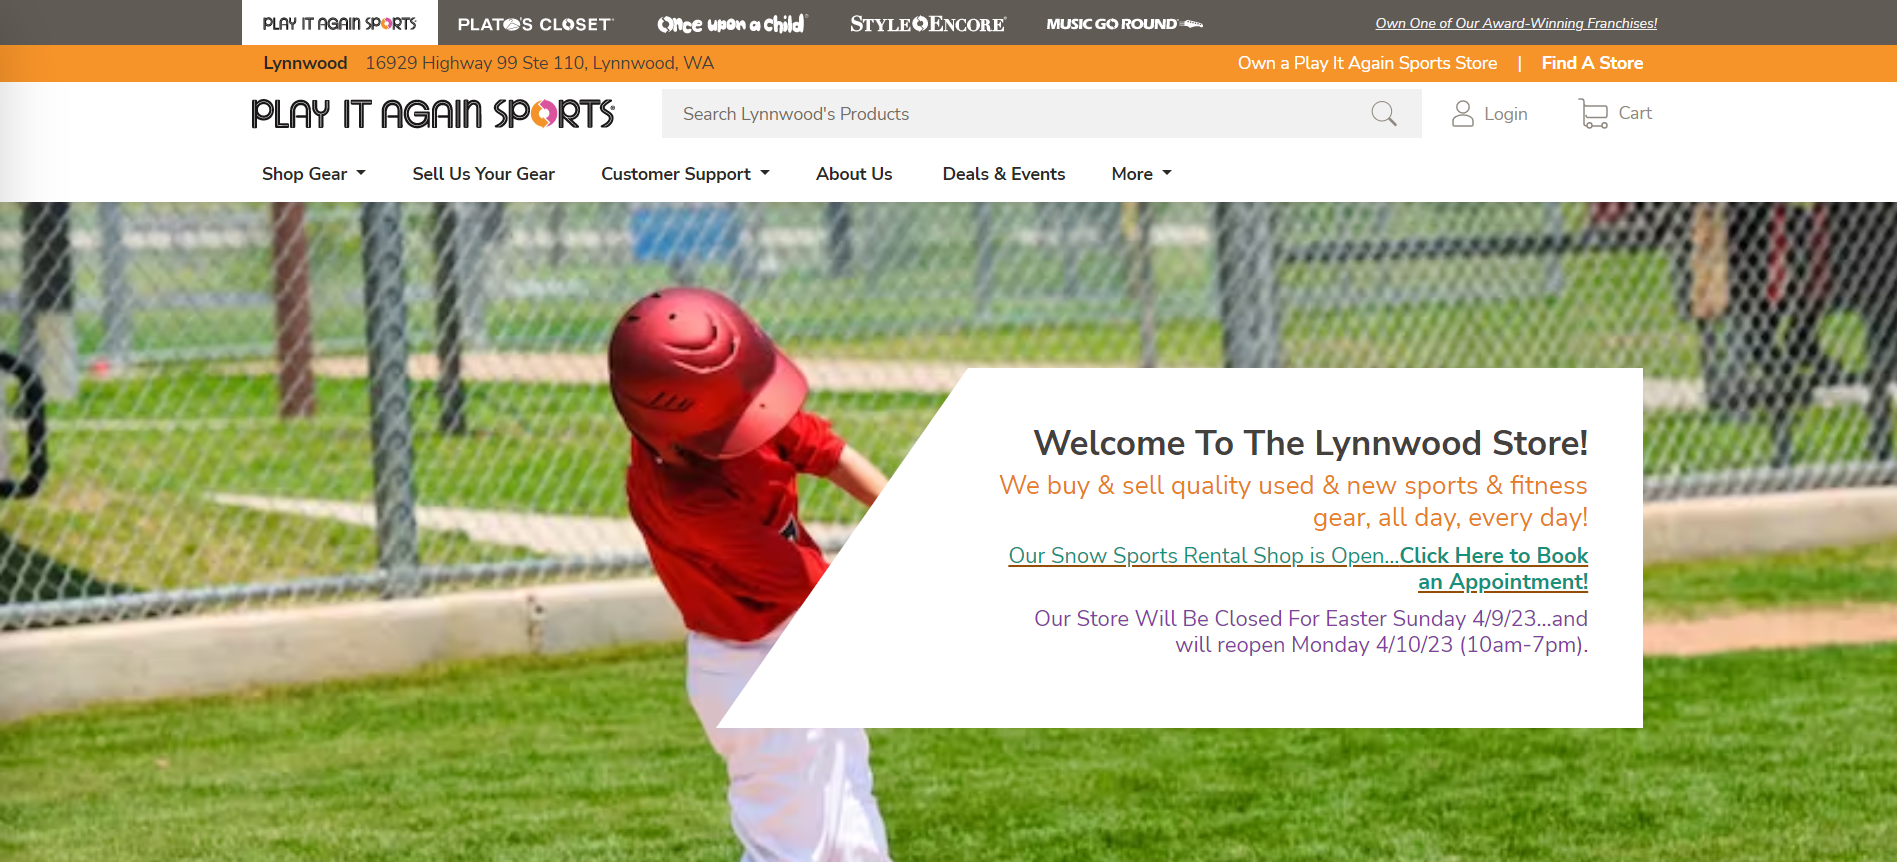 PLAY IT AGAIN SPORTS PLATO'S CLOSET Once upon a child STYLE ENCORE MUSIC GO ROUND Own One of Our Award-Winning Franchises!
Lynnwood 16929 Highway 99 Ste 110, Lynnwood, WA Own a Play It Again Sports Store | Find A Store
PLAY IT AGAIN SPORTS Search Lynnwood's Products Login Cart
Shop Gear Sell Us Your Gear Customer Support About Us Deals & Events More
Welcome To The Lynnwood Store!
We buy & sell quality used & new sports & fitness
gear, all day, every day!
Our Snow Sports Rental Shop is Open...Click Here to Book
an Appointment!
Our Store Will Be Closed For Easter Sunday 4/9/23...and
will reopen Monday 4/10/23 (10am-7pm).